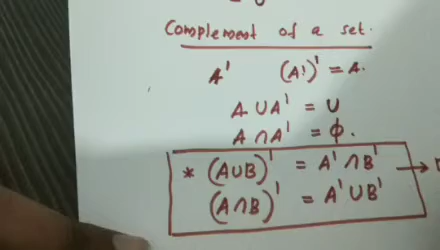 Complement of a set.
A' (A')' = A.
A ∪ A' = U
A ∩ A' = ϕ.
* (A∪B)' = A' ∩ B' →
(A∩B)' = A' ∪ B'